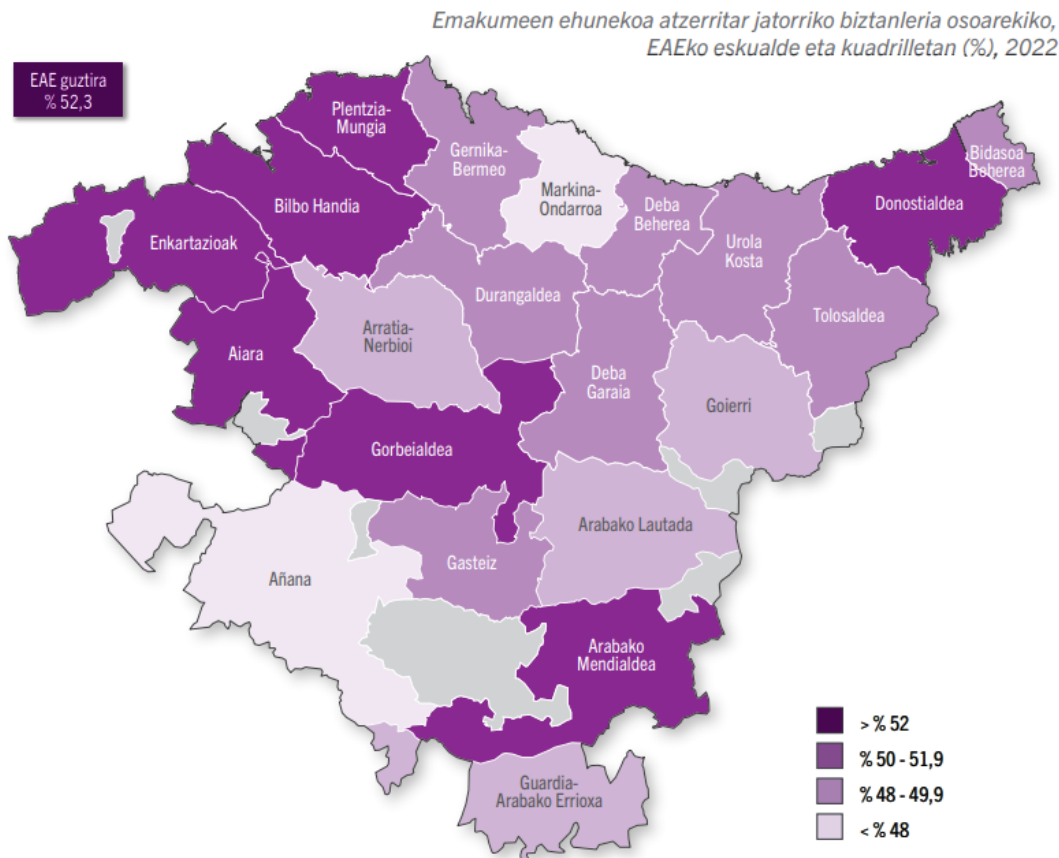 Emakumeen ehunekoa atzerritar jatorriko biztanleria osoarekiko,
EAEko eskualde eta kuadrilletan (%), 2022
EAE guztira
% 52,3
Plentzia-
Mungia
Gernika-
Bermeo
Bidasoa
Beherea
Markina-
Ondarroa
Deba
Beherea
Donostialdea
Bilbo Handia
Enkartazioak
Urola
Kosta
Durangaldea
Tolosaldea
Arratia-
Nerbioi
Aiara
Deba
Garaia
Goierri
Gorbeialdea
Arabako Lautada
Gasteiz
Añana
Arabako
Mendialdea
Guardia-
Arabako Errioxa
> % 52
% 50 - 51,9
% 48 - 49,9
< % 48